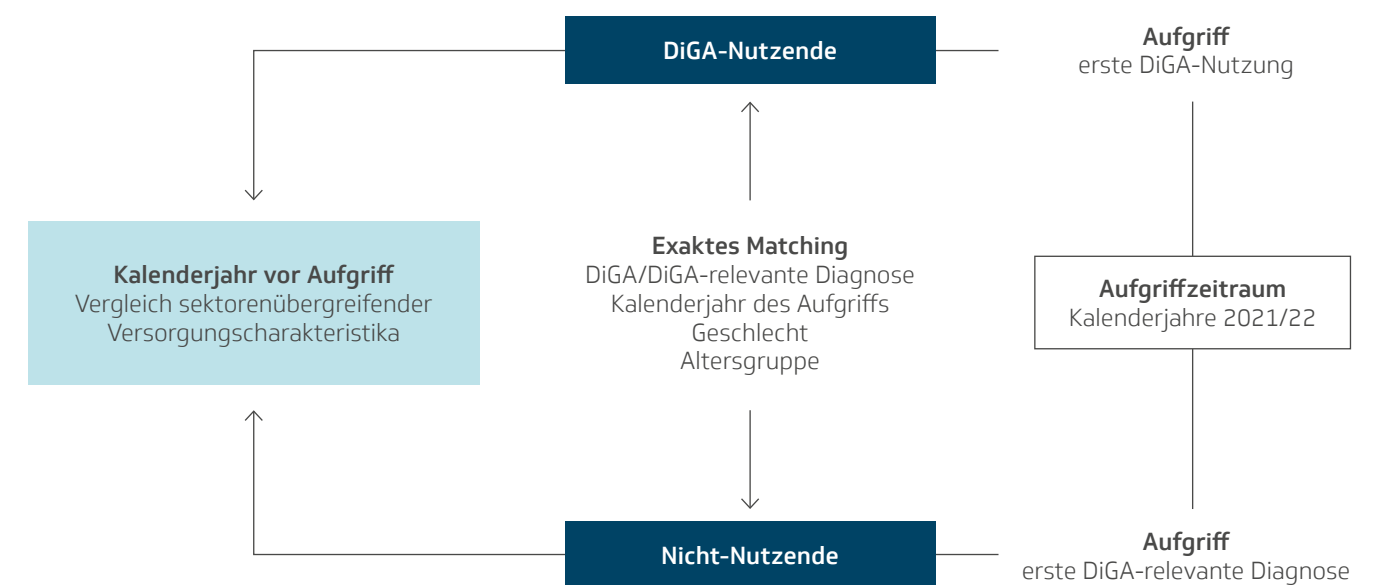 DiGA-Nutzende
Aufgriff
erste DiGA-Nutzung
Kalenderjahr vor Aufgriff
Vergleich sektorenübergreifender
Versorgungscharakteristika
Exaktes Matching
DiGA/DiGA-relevante Diagnose
Kalenderjahr des Aufgriffs
Geschlecht
Altersgruppe
Aufgriffzeitraum
Kalenderjahre 2021/22
Nicht-Nutzende
Aufgriff
erste DiGA-relevante Diagnose